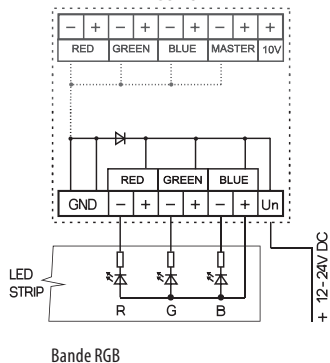 − + − + − + − + +
RED GREEN BLUE MASTER 10V
RED GREEN BLUE
GND − + − + − + Un
LED
STRIP
R G B
+ 12-24V DC
Bande RGB